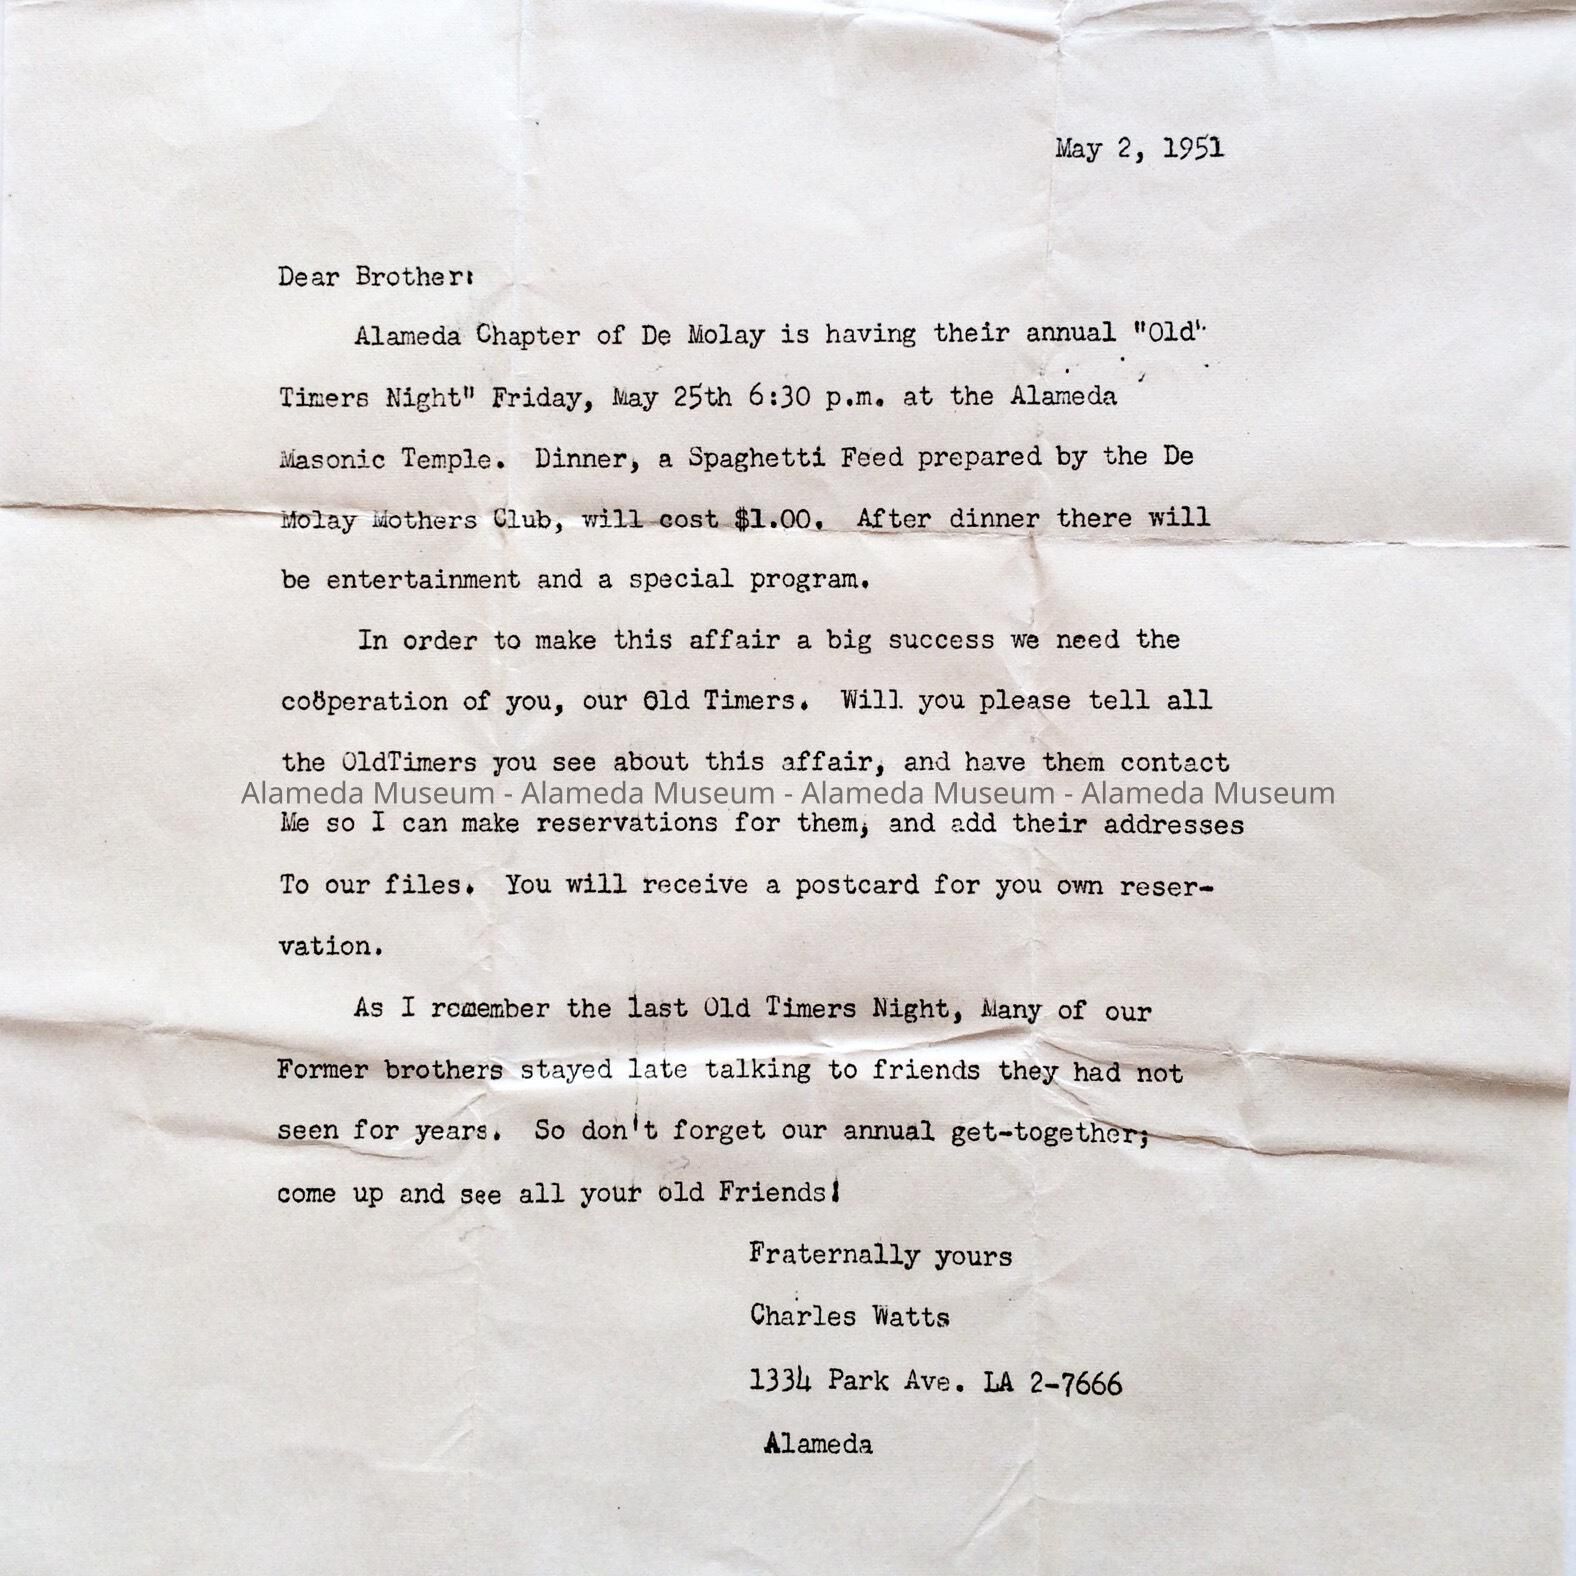 May 2, 1951
Dear Brother:
Alameda Chapter of De Molay is having their annual "Old"
Timers Night" Friday, May 25th 6:30 p.m. at the Alameda
Masonic Temple. Dinner, a Spaghetti Feed prepared by the De
Molay Mothers Club, will cost $1.00. After dinner there will
be entertainment and a special program.
In order to make this affair a big success we need the
coöperation of you, our Old Timers. Will you please tell all
the OldTimers you see about this affair, and have them contact
Alameda Museum - Alameda Museum - Alameda Museum - Alameda Museum
Me so I can make reservations for them, and add their addresses
To our files. You will receive a postcard for you own reser-
vation.
As I remember the last Old Timers Night, Many of our
Former brothers stayed late talking to friends they had not
seen for years. So don't forget our annual get-together;
come up and see all your old Friends!
Fraternally yours
Charles Watts
1334 Park Ave. LA 2-7666
Alameda